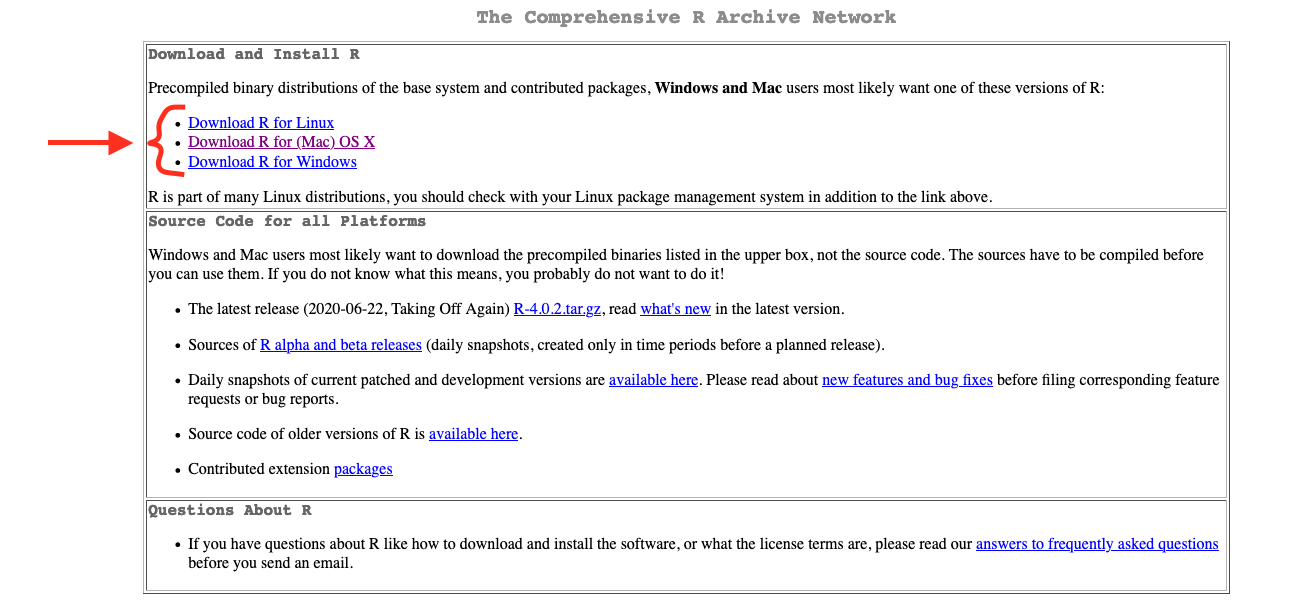 The Comprehensive R Archive Network
Download and Install R
Precompiled binary distributions of the base system and contributed packages, Windows and Mac users most likely want one of these versions of R:
Download R for Linux
Download R for (Mac) OS X
Download R for Windows
R is part of many Linux distributions, you should check with your Linux package management system in addition to the link above.
Source Code for all Platforms
Windows and Mac users most likely want to download the precompiled binaries listed in the upper box, not the source code. The sources have to be compiled before
you can use them. If you do not know what this means, you probably do not want to do it!
The latest release (2020-06-22, Taking Off Again) R-4.0.2.tar.gz, read what's new in the latest version.
Sources of R alpha and beta releases (daily snapshots, created only in time periods before a planned release).
Daily snapshots of current patched and development versions are available here. Please read about new features and bug fixes before filing corresponding feature
requests or bug reports.
Source code of older versions of R is available here.
Contributed extension packages
Questions About R
If you have questions about R like how to download and install the software, or what the license terms are, please read our answers to frequently asked questions
before you send an email.